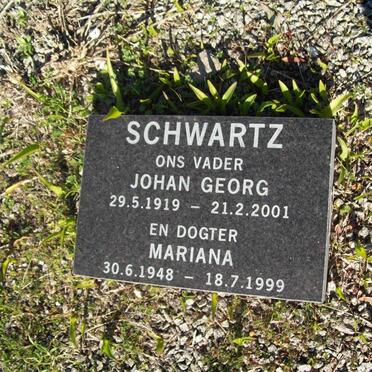 SCHWARTZ
ONS VADER
JOHAN GEORG
29.5.1919 - 21.2.2001
EN DOGTER
MARIANA
30.6.1948 - 18.7.1999